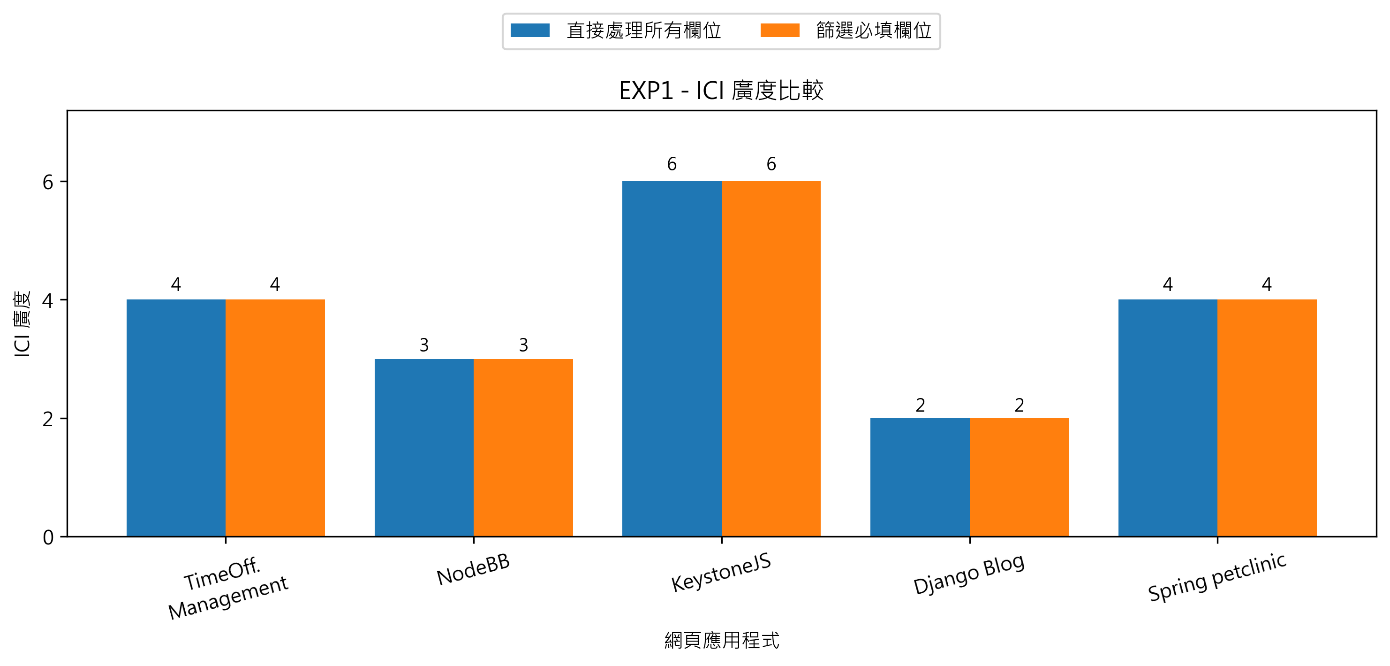 直接處理所有欄位 篩選必填欄位
EXP1 - ICI 廣度比較
ICI 廣度
6
4
2
0
4 4
3 3
6 6
2 2
4 4
TimeOff.
Management
NodeBB
KeystoneJS
Django Blog
Spring petclinic
網頁應用程式